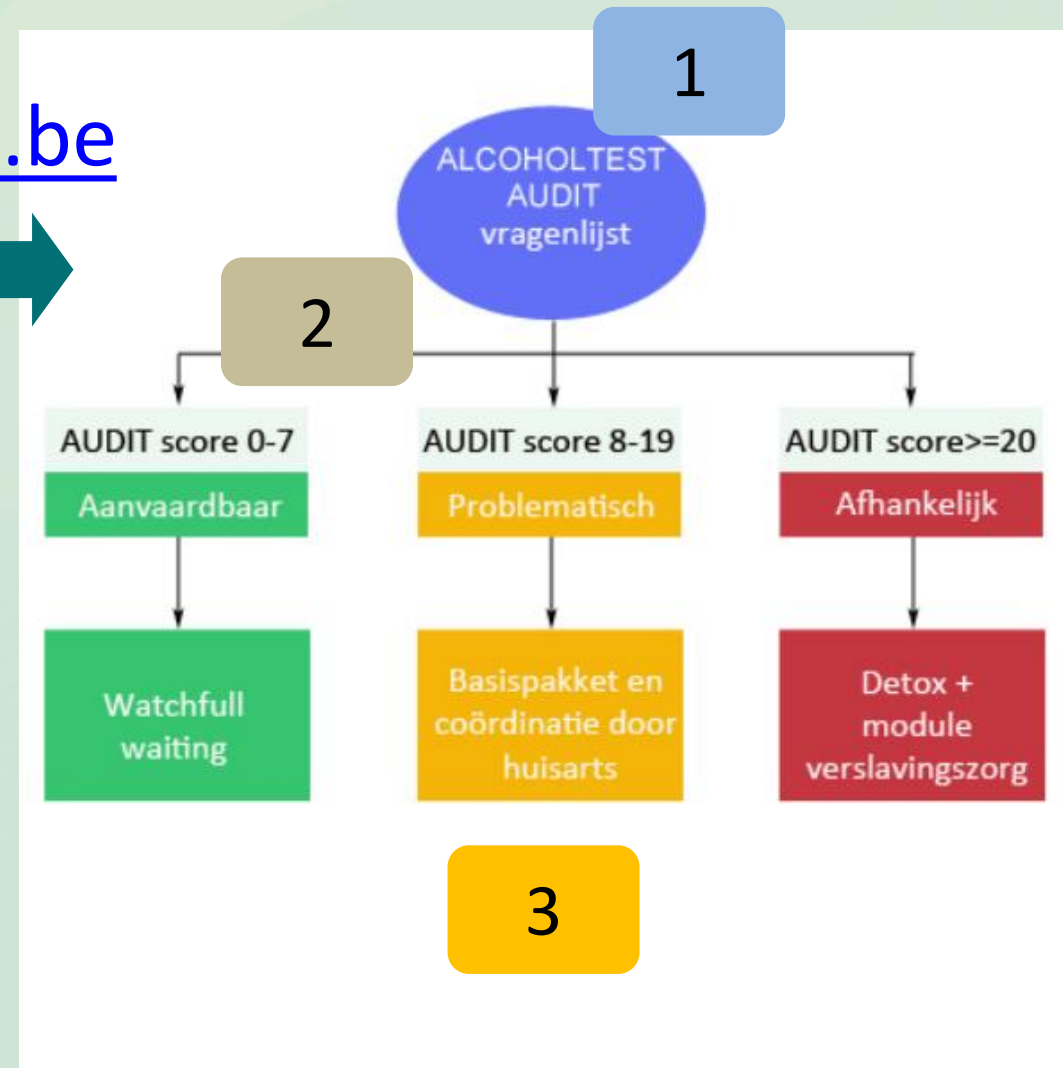 1
.be
ALCOHOLTEST
AUDIT
vragenlijst
2
AUDIT score 0-7
AUDIT score 8-19
AUDIT score>=20
Aanvaardbaar
Problematisch
Afhankelijk
Watchfull
waiting
Basispakket en
coördinatie door
huisarts
Detox +
module
verslavingszorg
3